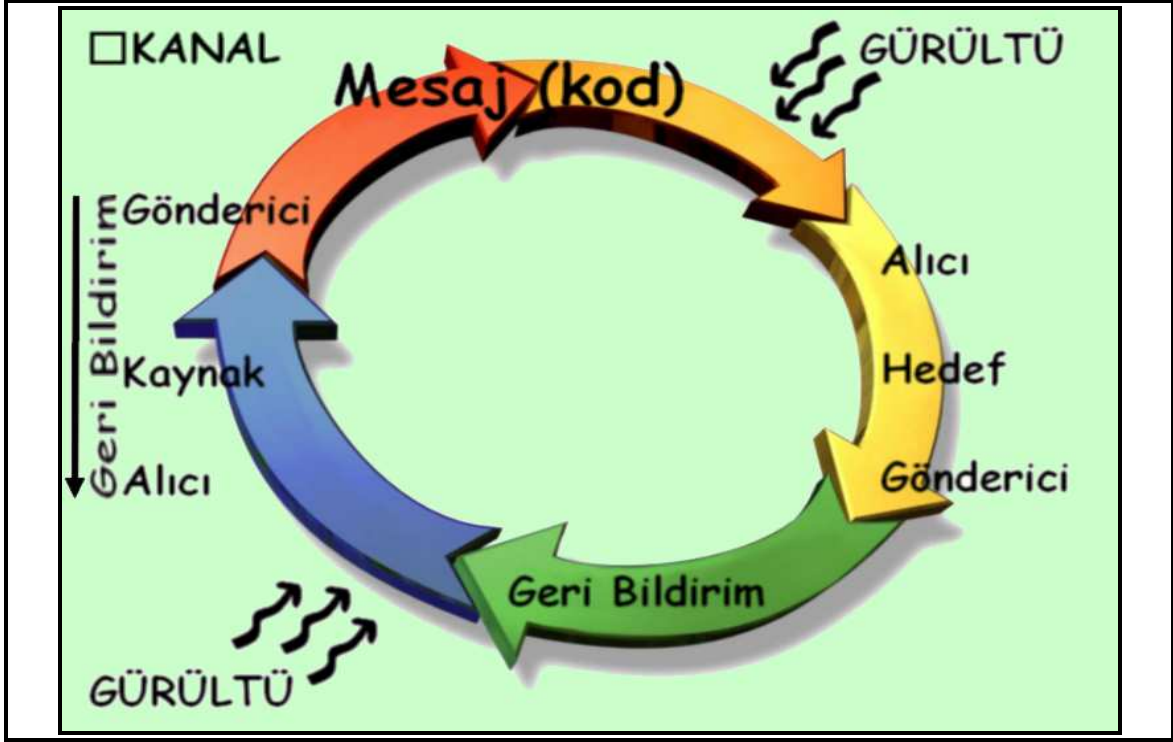 □KANAL
GÜRÜLTÜ
Mesaj (kod)
Gönderici
Geri Bildirim
Kaynak
Alıcı
Alıcı
Hedef
Gönderici
Geri Bildirim
GÜRÜLTÜ